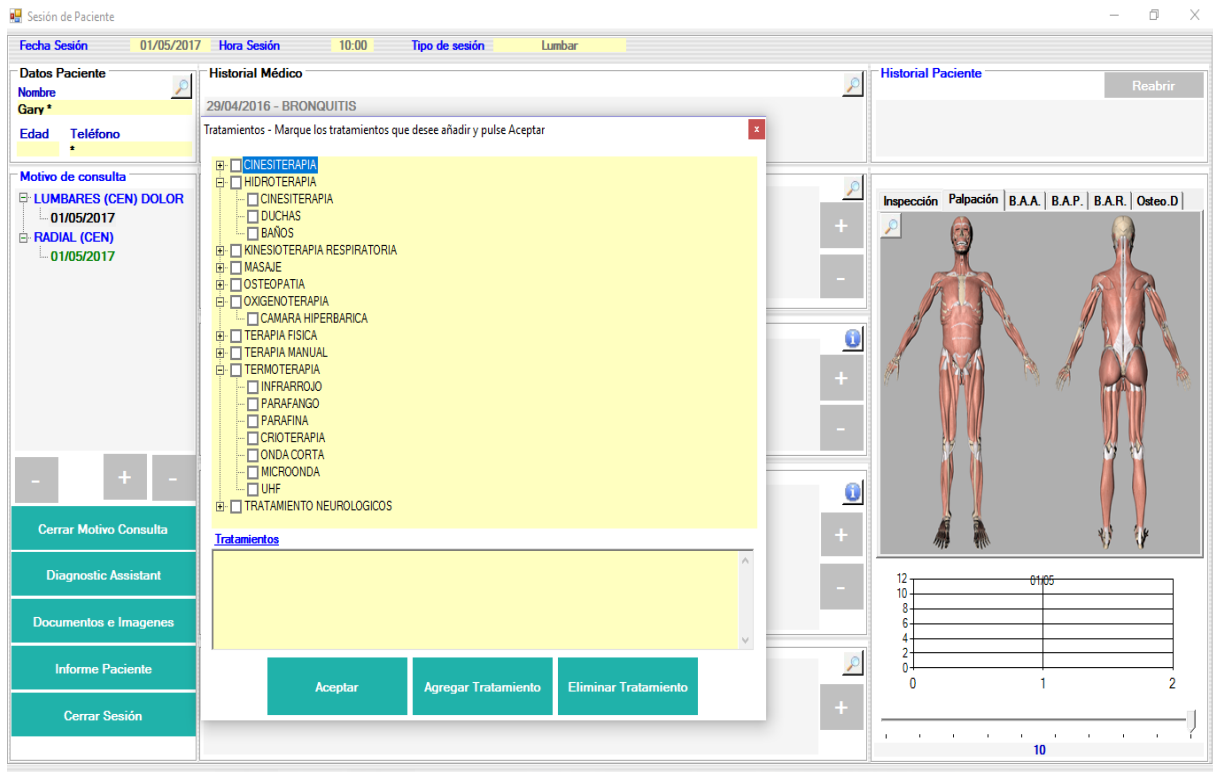 Sesión de Paciente
Fecha Sesión 01/05/2017 Hora Sesión 10:00 Tipo de sesión Lumbar
Datos Paciente
Nombre
Gary *
Edad Teléfono
*
Motivo de consulta
LUMBARES (CEN) DOLOR
01/05/2017
RADIAL (CEN)
01/05/2017
-
+
-
Cerrar Motivo Consulta
Diagnostic Assistant
Documentos e Imagenes
Informe Paciente
Cerrar Sesión
Historial Médico
29/04/2016 - BRONQUITIS
Tratamientos - Marque los tratamientos que desee añadir y pulse Aceptar
x
CINESITERAPIA
HIDROTERAPIA
CINESITERAPIA
DUCHAS
BAÑOS
KINESIOTERAPIA RESPIRATORIA
MASAJE
OSTEOPATIA
OXIGENOTERAPIA
CAMARA HIPERBARICA
TERAPIA FISICA
TERAPIA MANUAL
TERMOTERAPIA
INFRARROJO
PARAFANGO
PARAFINA
CRIOTERAPIA
ONDA CORTA
MICROONDA
UHF
TRATAMIENTO NEUROLOGICOS
Tratamientos
Aceptar
Agregar Tratamiento
Eliminar Tratamiento
+
-
+
-
+
-
+
Historial Paciente
Reabrir
Inspección Palpación B.A.A. B.A.P. B.A.R. Osteo.D
01/05
12
10
8
6
4
2
0
0 1 2
10